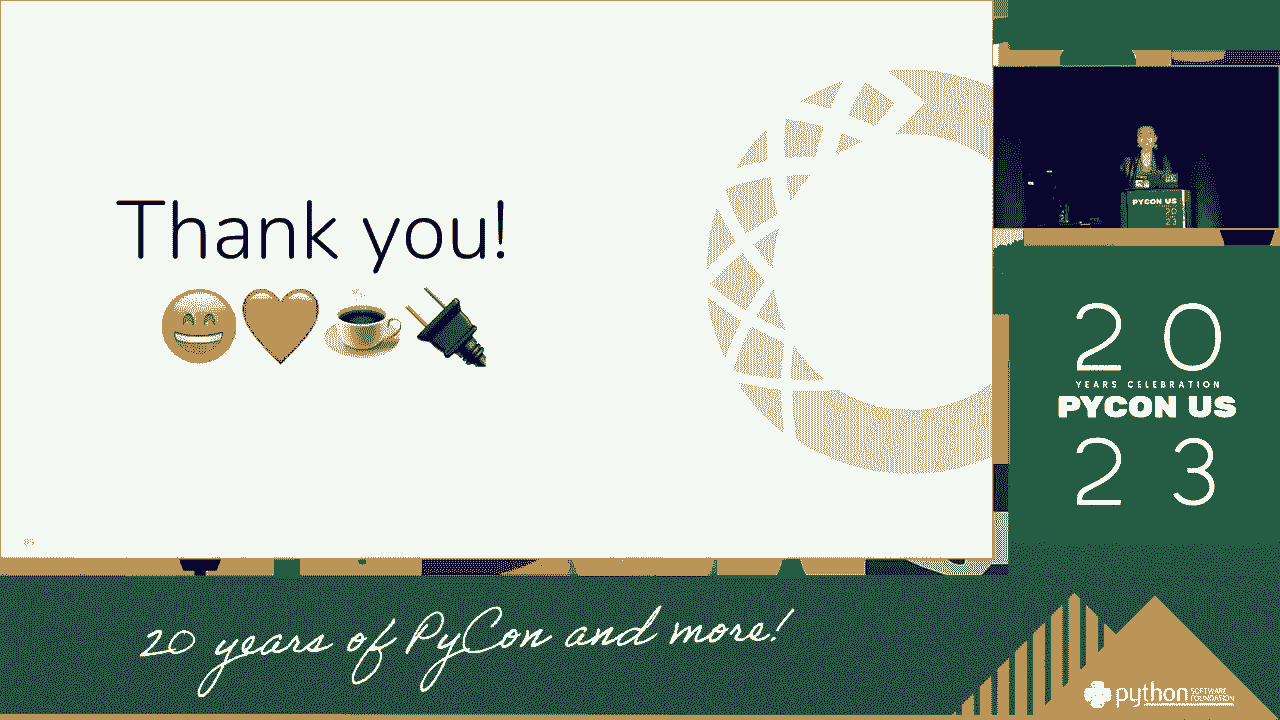 Thank you!
85
PYCON US
20
23
20
YEARS CELEBRATION
PYCON US
23
20 years of PyCon and more!
python
SOFTWARE
FOUNDATION